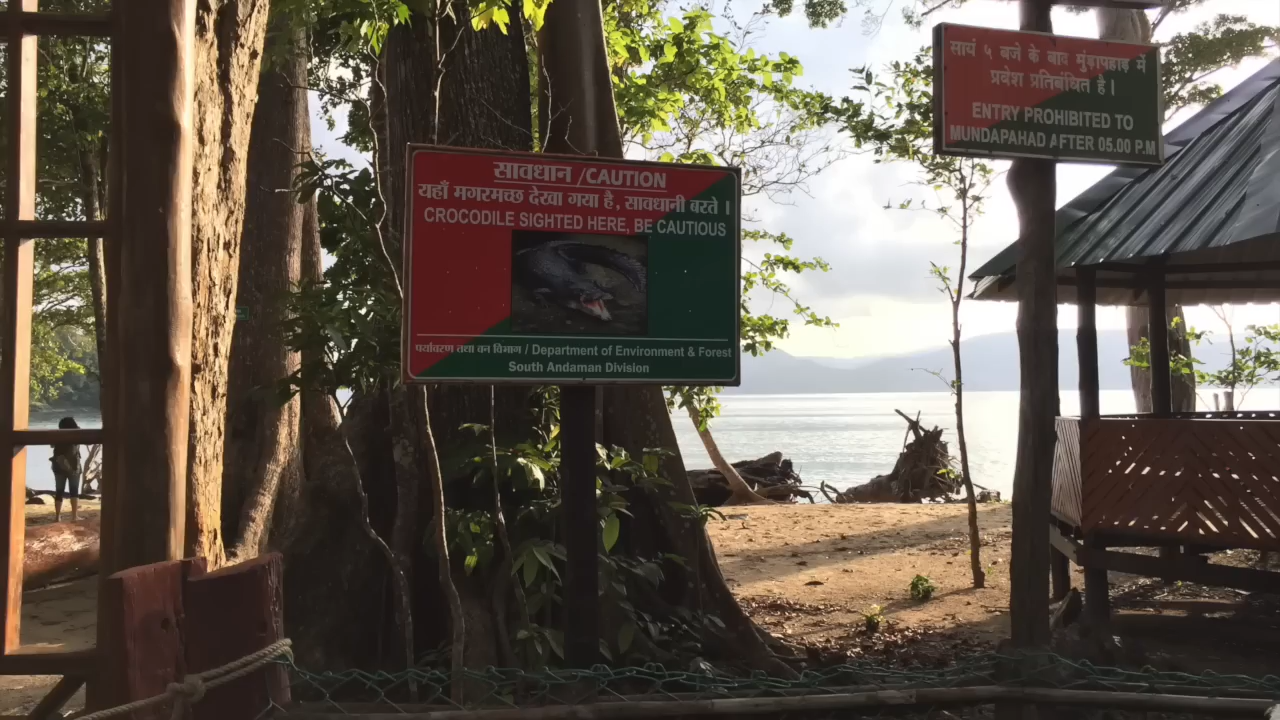 सावधान /CAUTION
यहाँ मगरमच्छ देखा गया है, सावधानी बरते ।
CROCODILE SIGHTED HERE, BE CAUTIOUS
पर्यावरण तथा वन विभाग / Department of Environment & Forest
South Andaman Division
सायं ५ बजे के बाद मुंडापहाड़ में
प्रवेश प्रतिबंधित है ।
ENTRY PROHIBITED TO
MUNDAPAHAD AFTER 05.00 P.M